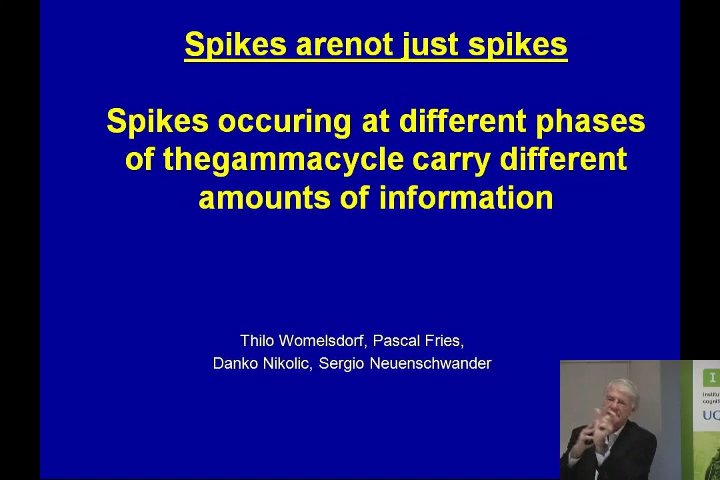 Spikes arenot just spikes
Spikes occuring at different phases
of thegammacycle carry different
amounts of information
Thilo Womelsdorf, Pascal Fries,
Danko Nikolic, Sergio Neuenschwander
I